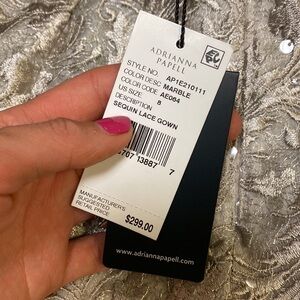 ADRIANNA
PAPELL
STYLE NO. AP1E210111
COLOR DESC MARBLE
COLOR CODE AE064
US SIZE 8
DESCRIPTION
SEQUIN LACE GOWN
13887 7
MANUFACTURER'S
SUGGESTED
RETAIL PRICE
$299.00
www.adriannapapell.com